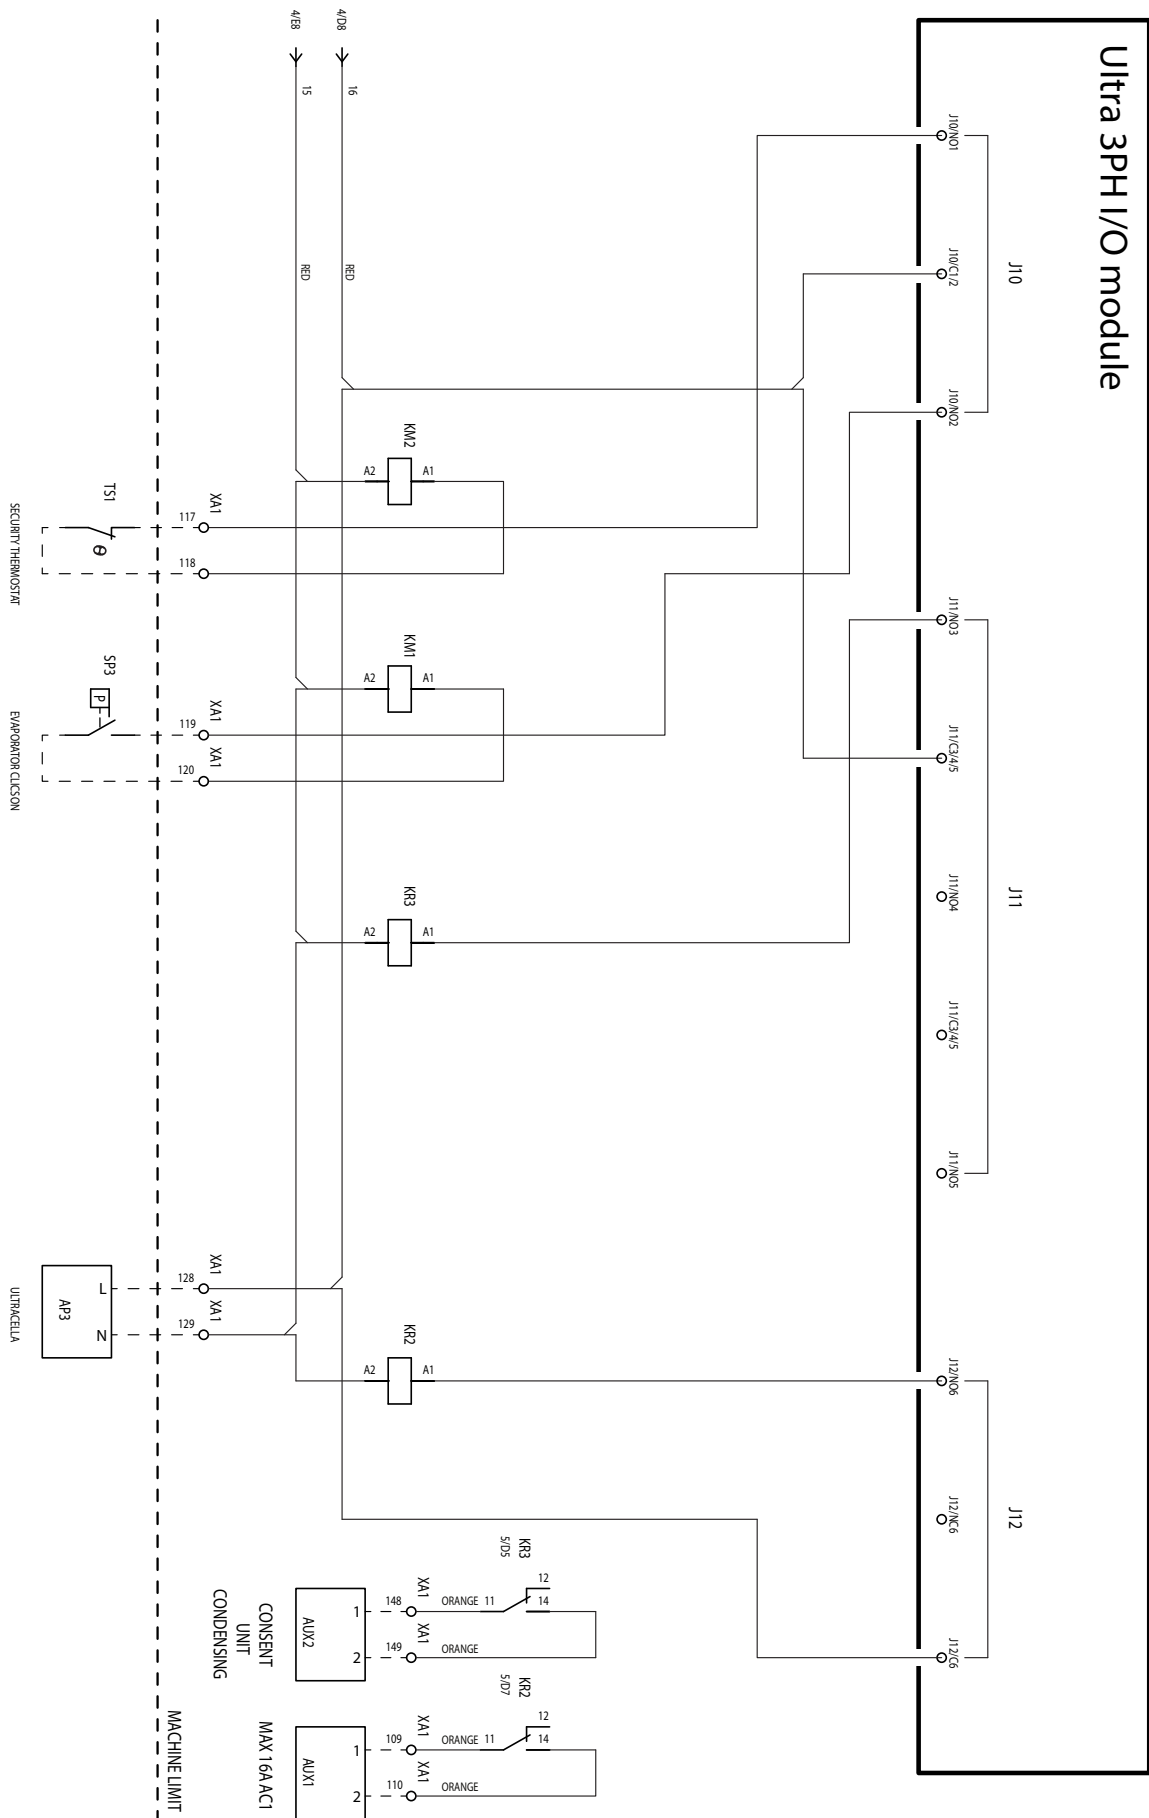 Ultra 3PH I/O module
J10
J11
J12
J10/NO1
J10/C1/2
J10/NO2
J11/NO3
J11/C3/4/5
J11/NO4
J11/C3/4/5
J11/NO5
J12/NO6
J12/NC6
J12/C6
4/D8
16
RED
4/E8
15
RED
KM2
A2
A1
KM1
A2
A1
KR3
A2
A1
KR2
A2
A1
KR3
5/D5
12
14
11
ORANGE
ORANGE
XA1
148
XA1
149
1
2
AUX2
CONSENT
UNIT
CONDENSING
KR2
5/D7
12
14
11
ORANGE
ORANGE
XA1
109
XA1
110
1
2
AUX1
MAX 16A AC1
MACHINE LIMIT
XA1
117
118
TS1
θ
SECURITY THERMOSTAT
XA1
119
XA1
120
SP3
P
EVAPORATOR CLICSON
XA1
128
XA1
129
L
N
AP3
ULTRACELLA